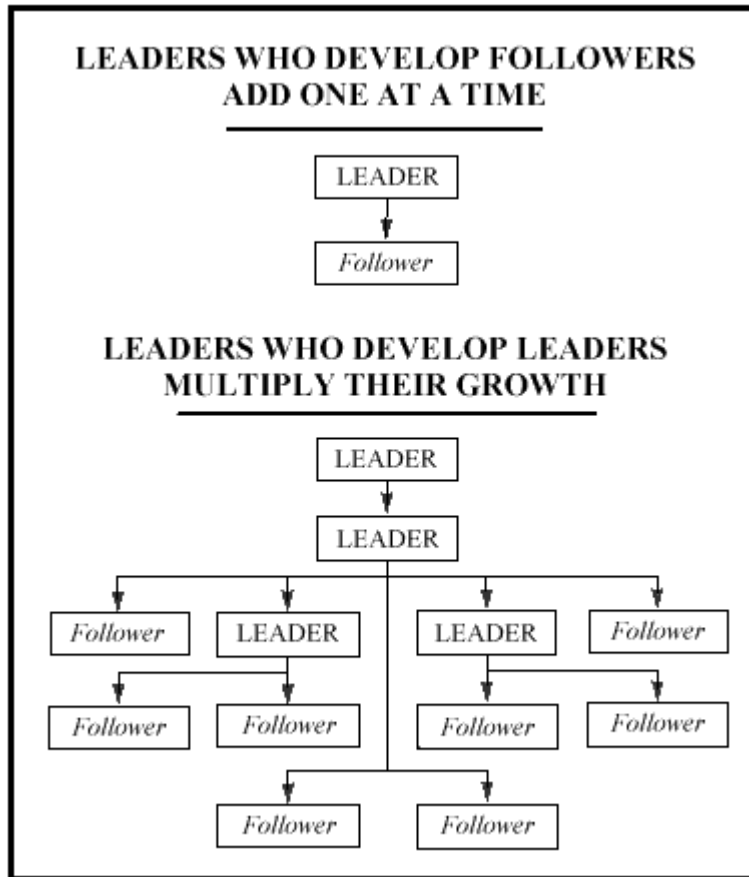 LEADERS WHO DEVELOP FOLLOWERS
ADD ONE AT A TIME
LEADER
Follower
LEADERS WHO DEVELOP LEADERS
MULTIPLY THEIR GROWTH
LEADER
LEADER
Follower LEADER LEADER Follower
Follower Follower Follower Follower
Follower Follower